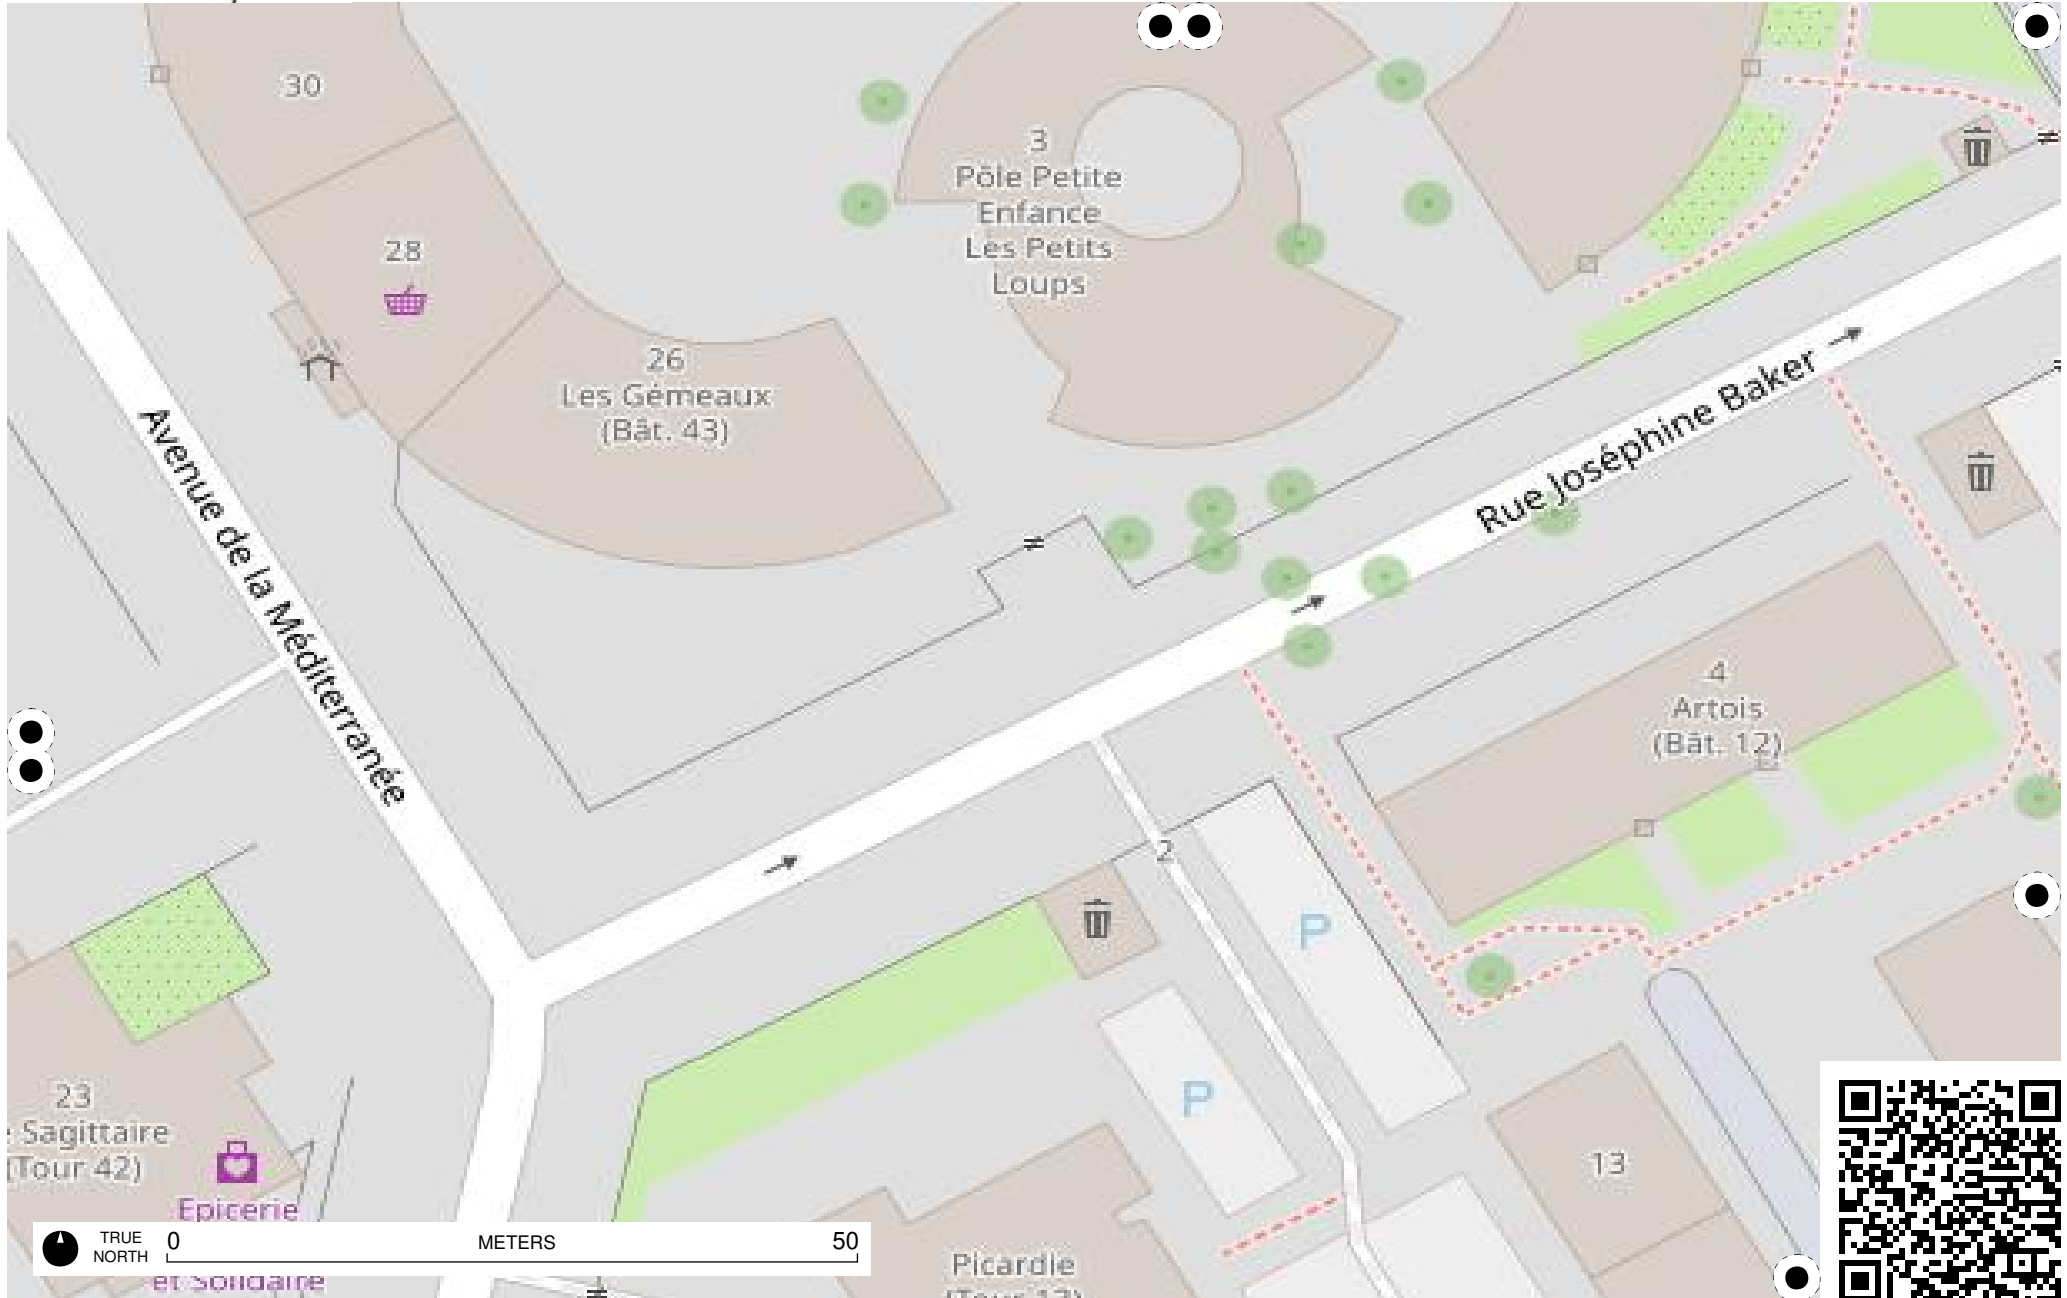 30
3
Pôle Petite
Enfance
Les Petits
Loups
28
26
Les Gémeaux
(Bât. 43)
Avenue de la Méditerranée
Rue Joséphine Baker
4
Artois
(Bât. 12)
2
P
P
23
Sagittaire
(Tour 42)
Epicerie
et Solidaire
13
Picardie
(Tour 13)
TRUE
NORTH
0
METERS
50